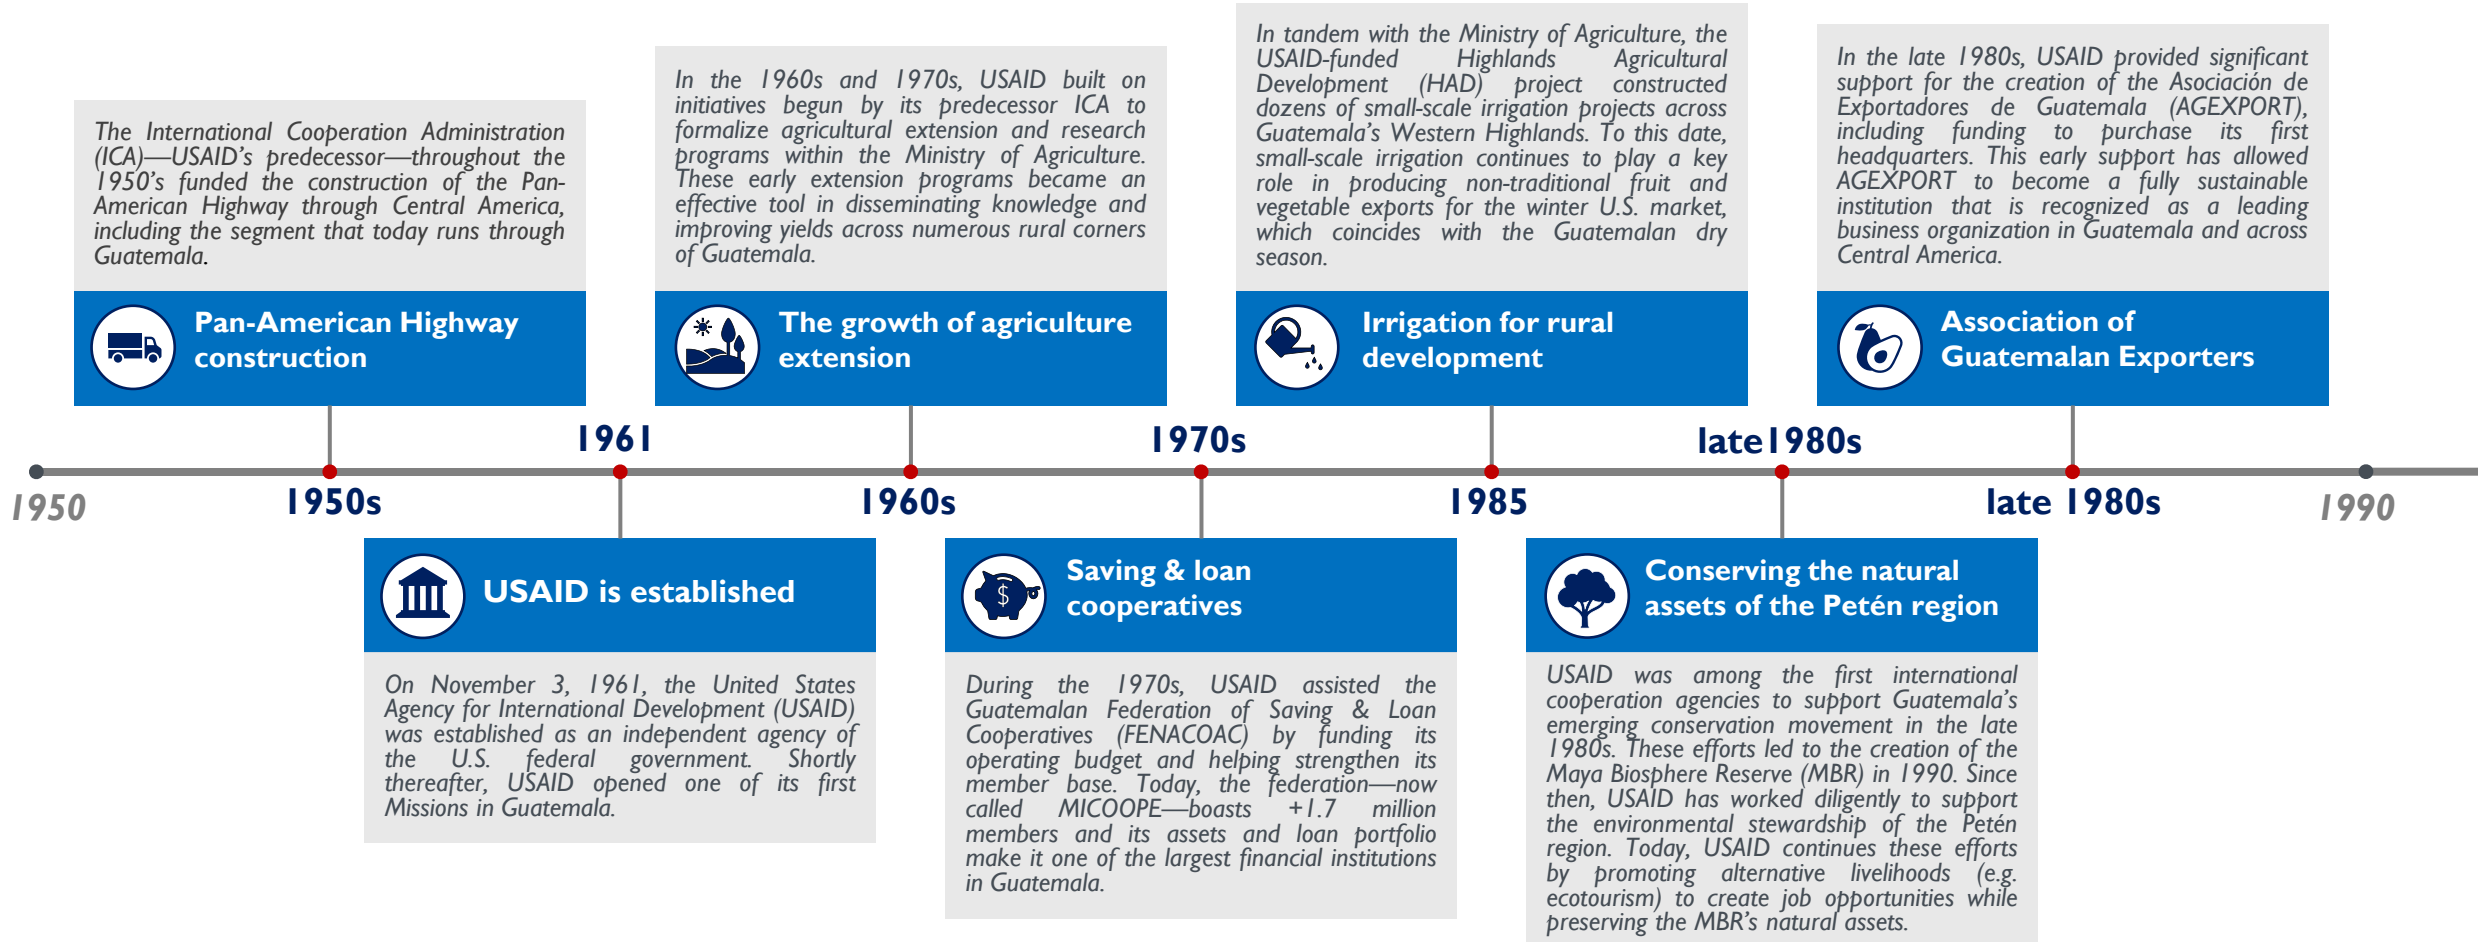 The International Cooperation Administration
(ICA)—USAID's predecessor—throughout the
1950's funded the construction of the Pan-
American Highway through Central America,
including the segment that today runs through
Guatemala.
Pan-American Highway
construction
In the 1960s and 1970s, USAID built on
initiatives begun by its predecessor ICA to
formalize agricultural extension and research
programs within the Ministry of Agriculture.
These early extension programs became an
effective tool in disseminating knowledge and
improving yields across numerous rural corners
of Guatemala.
The growth of agriculture
extension
In tandem with the Ministry of Agriculture, the
USAID-funded Highlands Agricultural
Development (HAD) project constructed
dozens of small-scale irrigation projects across
Guatemala's Western Highlands. To this date,
small-scale irrigation continues to play a key
role in producing non-traditional fruit and
vegetable exports for the winter U.S. market,
which coincides with the Guatemalan dry
season.
Irrigation for rural
development
In the late 1980s, USAID provided significant
support for the creation of the Asociación de
Exportadores de Guatemala (AGEXPORT),
including funding to purchase its first
headquarters. This early support has allowed
AGEXPORT to become a fully sustainable
institution that is recognized as a leading
business organization in Guatemala and across
Central America.
Association of
Guatemalan Exporters
1961
1970s
late1980s
1950
1950s
1960s
1985
late 1980s
1990
USAID is established
On November 3, 1961, the United States
Agency for International Development (USAID)
was established as an independent agency of
the U.S. federal government. Shortly
thereafter, USAID opened one of its first
Missions in Guatemala.
$
Saving & loan
cooperatives
During the 1970s, USAID assisted the
Guatemalan Federation of Saving & Loan
Cooperatives (FENACOAC) by funding its
operating budget and helping strengthen its
member base. Today, the federation—now
called MICOOPE—boasts +1.7 million
members and its assets and loan portfolio
make it one of the largest financial institutions
in Guatemala.
Conserving the natural
assets of the Petén region
USAID was among the first international
cooperation agencies to support Guatemala's
emerging conservation movement in the late
1980s. These efforts led to the creation of the
Maya Biosphere Reserve (MBR) in 1990. Since
then, USAID has worked diligently to support
the environmental stewardship of the Petén
region. Today, USAID continues these efforts
by promoting alternative livelihoods (e.g.
ecotourism) to create job opportunities while
preserving the MBR's natural assets.